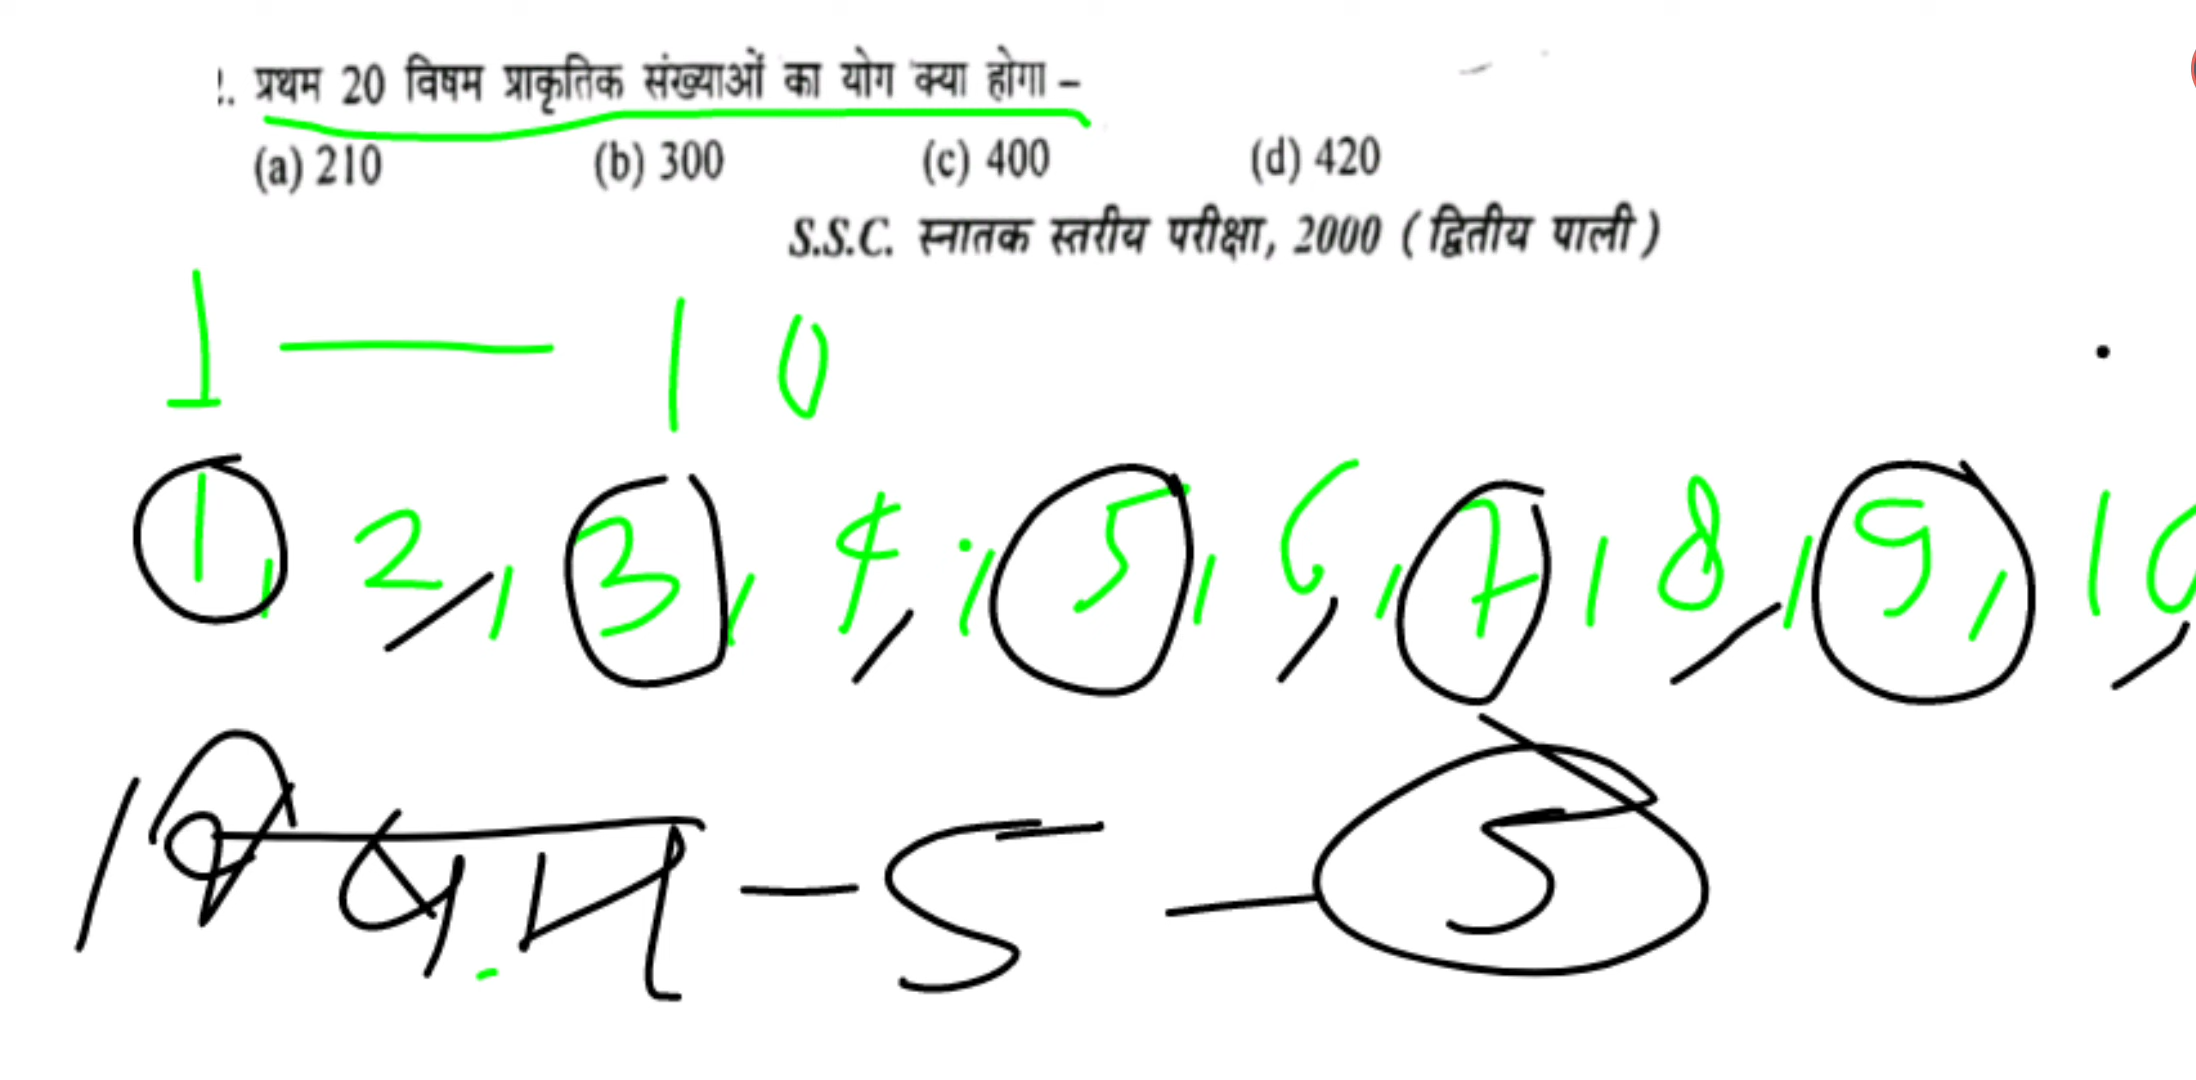 2. प्रथम 20 विषम प्राकृतिक संख्याओं का योग क्या होगा –
(a) 210 (b) 300 (c) 400 (d) 420
S.S.C. स्नातक स्तरीय परीक्षा, 2000 (द्वितीय पाली)
1 — 10
1, 2, 3, 4, 5, 6, 7, 8, 9, 10
विषम – 5 – 5